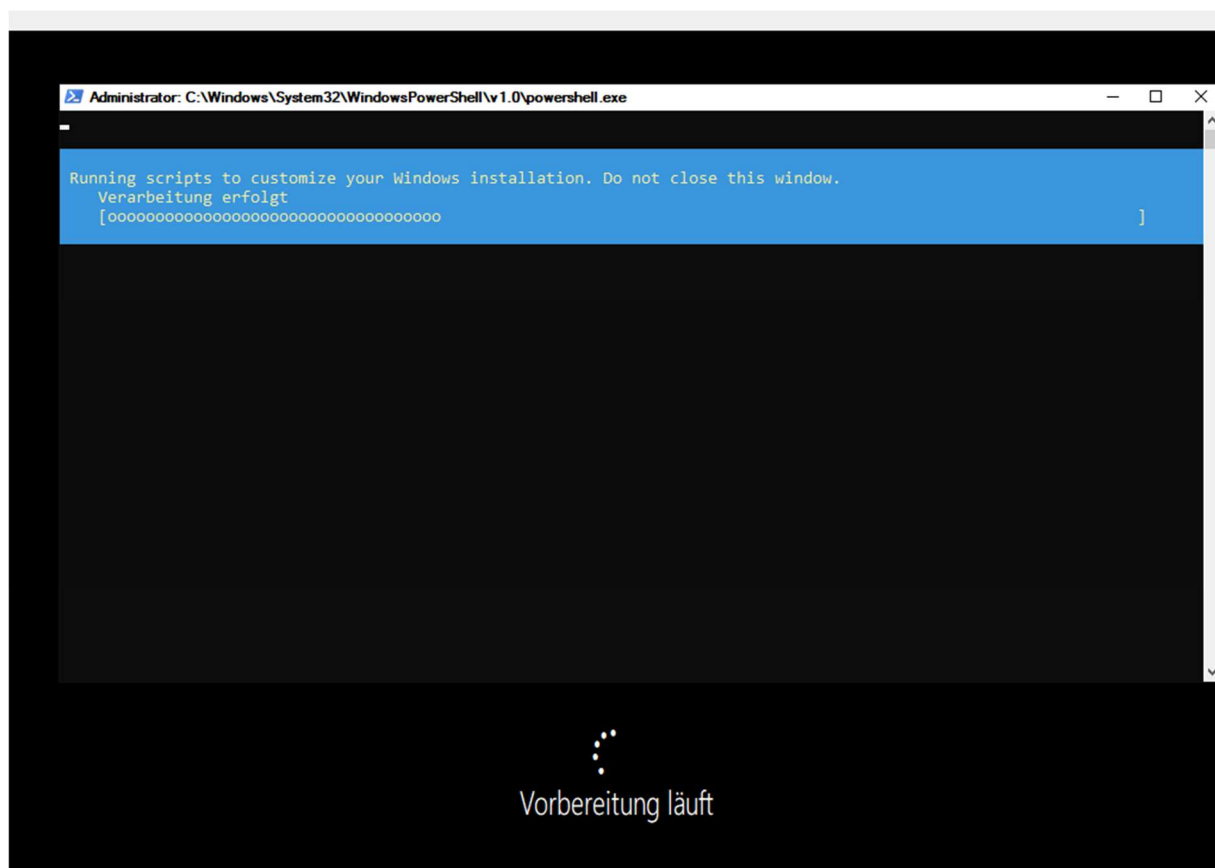 Administrator: C:\Windows\System32\WindowsPowerShell\v1.0\powershell.exe
Running scripts to customize your Windows installation. Do not close this window.
Verarbeitung erfolgt
[ooooooooooooooooooooooooooooooooooo ]
Vorbereitung läuft